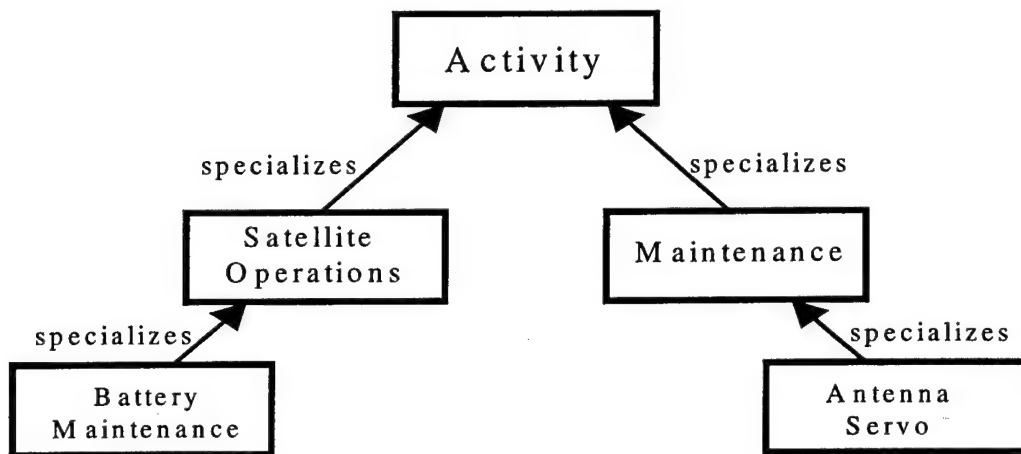 Activity
specializes
specializes
Satellite
Operations
Maintenance
specializes
specializes
Battery
Maintenance
Antenna
Servo